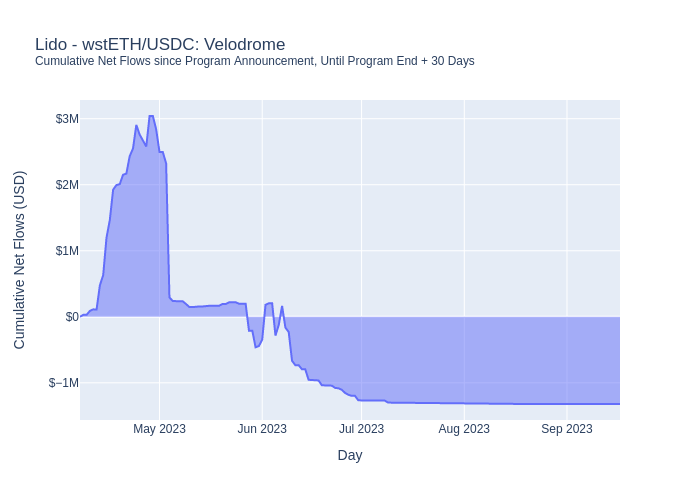 Lido - wstETH/USDC: Velodrome
Cumulative Net Flows since Program Announcement, Until Program End + 30 Days
Cumulative Net Flows (USD)
$3M
$2M
$1M
$0
$−1M
May 2023
Jun 2023
Jul 2023
Aug 2023
Sep 2023
Day